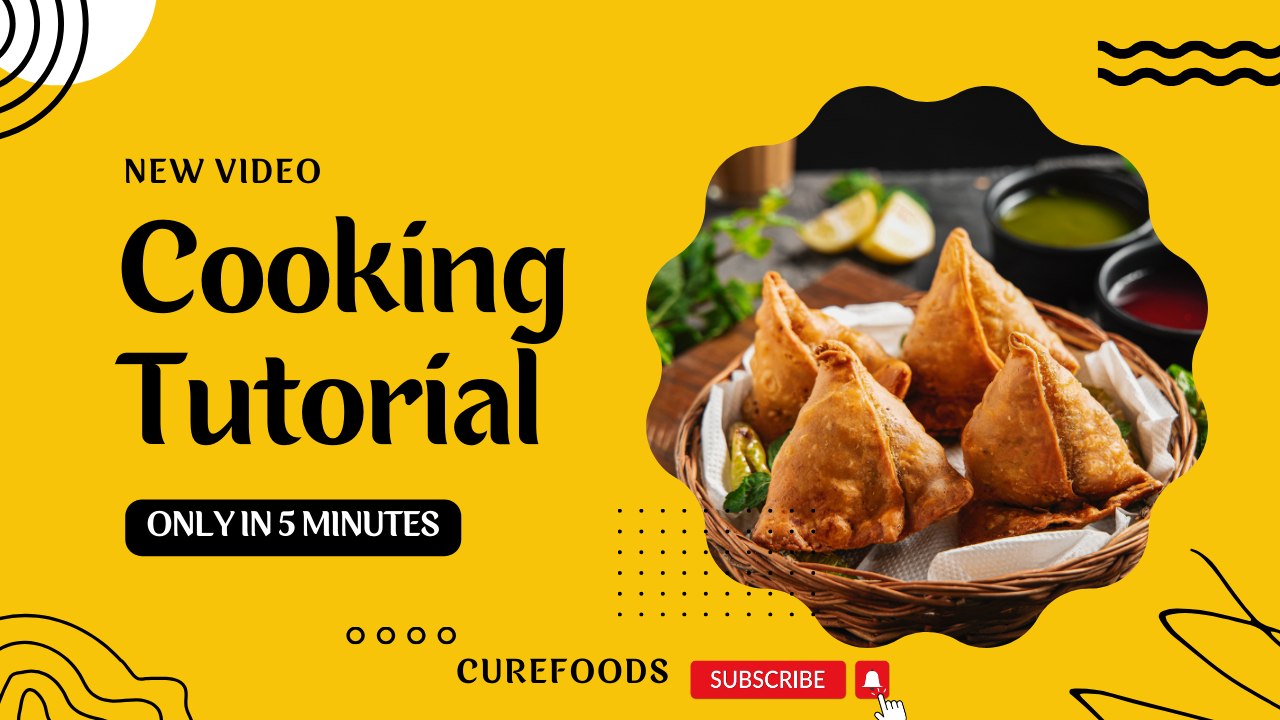 NEW VIDEO
Cooking
Tutorial
ONLY IN 5 MINUTES
CUREFOODS
SUBSCRIBE